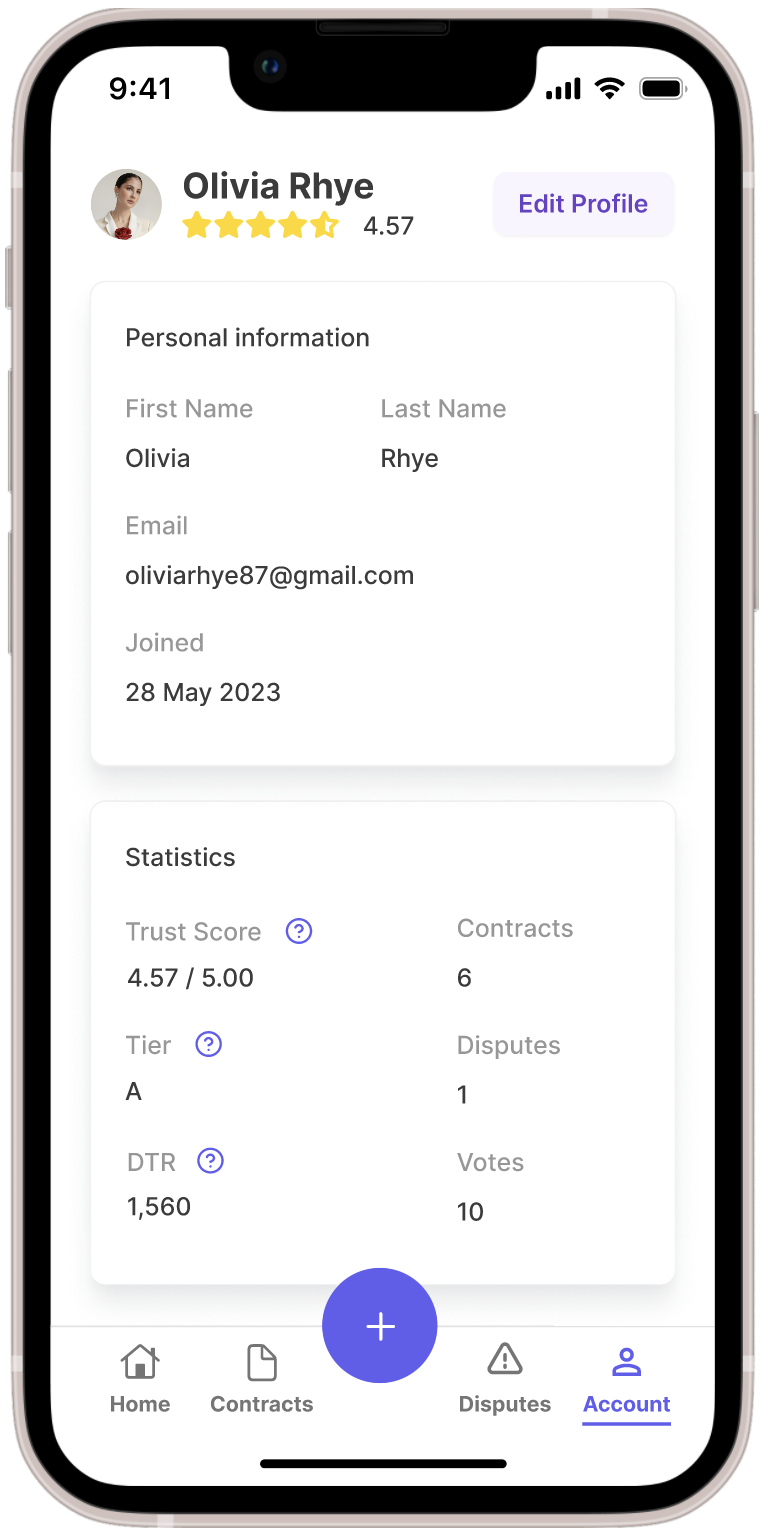 9:41
Olivia Rhye
4.57
Edit Profile
Personal information
First Name Last Name
Olivia Rhye
Email
oliviarhye87@gmail.com
Joined
28 May 2023
Statistics
Trust Score ? Contracts
4.57 / 5.00 6
Tier ? Disputes
A 1
DTR ? Votes
1,560 10
+
Home Contracts Disputes Account